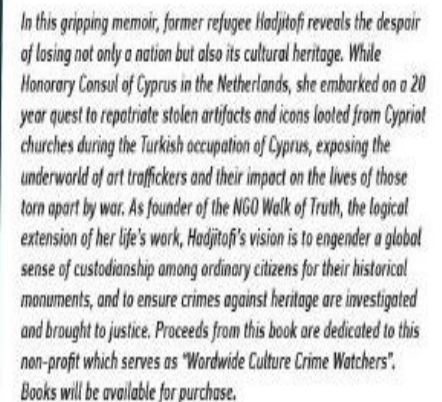 In this gripping memoir, former refugee Hadjitofi reveals the despair
of losing not only a nation but also its cultural heritage. While
Honorary Consul of Cyprus in the Netherlands, she embarked on a 20
year quest to repatriate stolen artifacts and icons looted from Cypriot
churches during the Turkish occupation of Cyprus, exposing the
underworld of art traffickers and their impact on the lives of those
torn apart by war. As founder of the NGO Walk of Truth, the logical
extension of her life's work, Hadjitofi's vision is to engender a global
sense of custodianship among ordinary citizens for their historical
monuments, and to ensure crimes against heritage are investigated
and brought to justice. Proceeds from this book are dedicated to this
non-profit which serves as "Wordwide Culture Crime Watchers".
Books will be available for purchase.